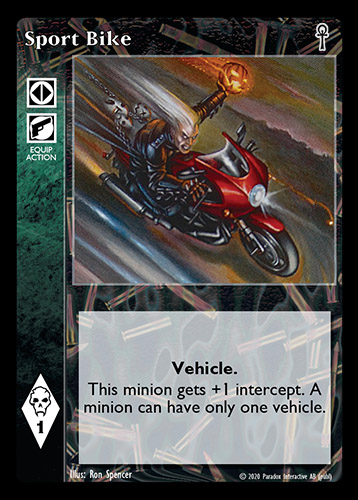 Sport Bike
EQUIP
ACTION
Vehicle.
This minion gets +1 intercept. A
minion can have only one vehicle.
1
Illus: Ron Spencer
© 2020 Paradox Interactive AB (publ)